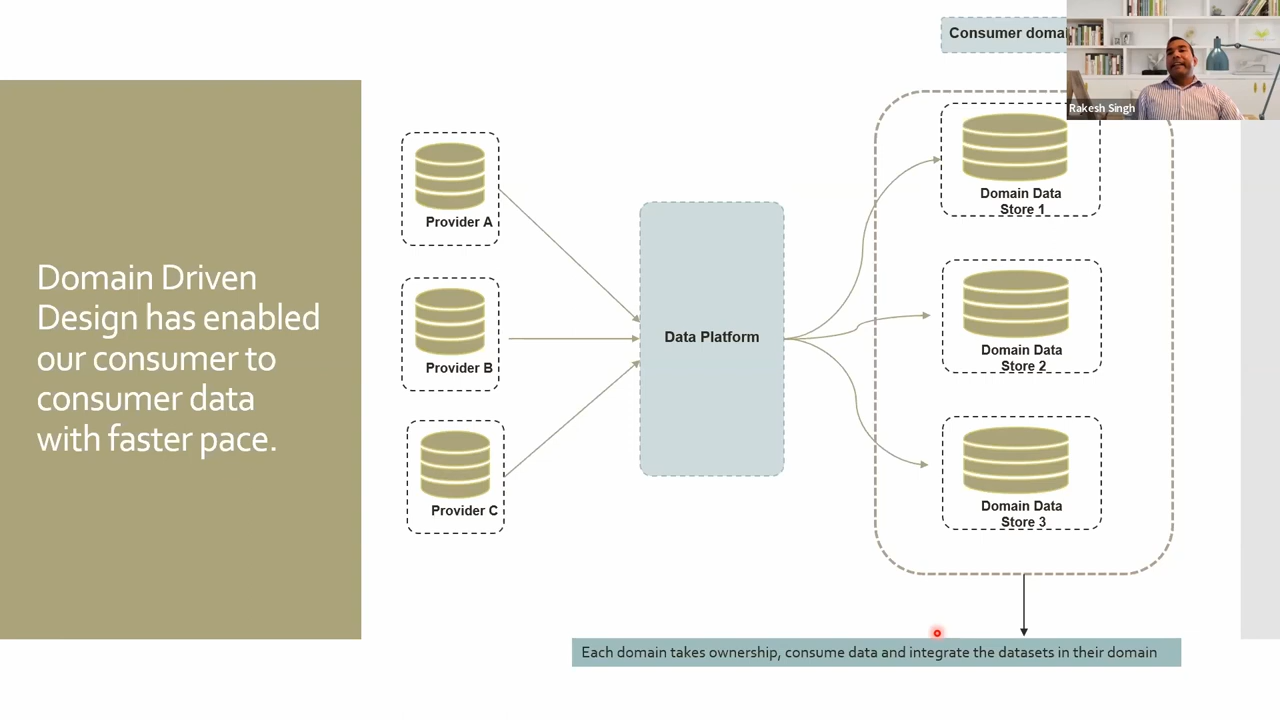 Domain Driven
Design has enabled
our consumer to
consumer data
with faster pace.
Provider A
Provider B
Provider C
Data Platform
Consumer
Rakesh Singh
Domain Data
Store 1
Domain Data
Store 2
Domain Data
Store 3
Each domain takes ownership, consume data and integrate the datasets in their domain